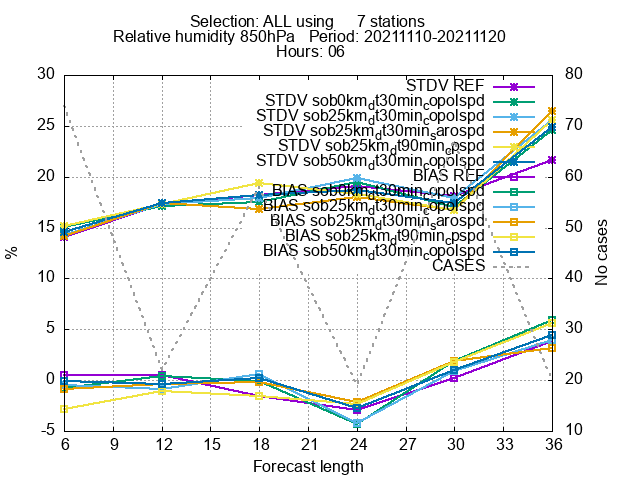 Selection: ALL using 7 stations
Relative humidity 850hPa Period: 20211110-20211120
Hours: 06
30 80
STDV REF
STDV sob0km_dt30min_copolspd
STDV sob25km_dt30min_copolspd
25 70
STDV sob25km_dt30min_sarospd
STDV sob25km_dt90min_cpspd
STDV sob50km_dt30min_copolspd
20 60
BIAS REF
BIAS sob0km_dt30min_copolspd
BIAS sob25km_dt30min_copolspd
BIAS sob25km_dt30min_sarospd
15 50
BIAS sob25km_dt90min_cpspd
BIAS sob50km_dt30min_copolspd
CASES
10 40
%
No cases
5 30
0 20
-5 10
6 9 12 15 18 21 24 27 30 33 36
Forecast length